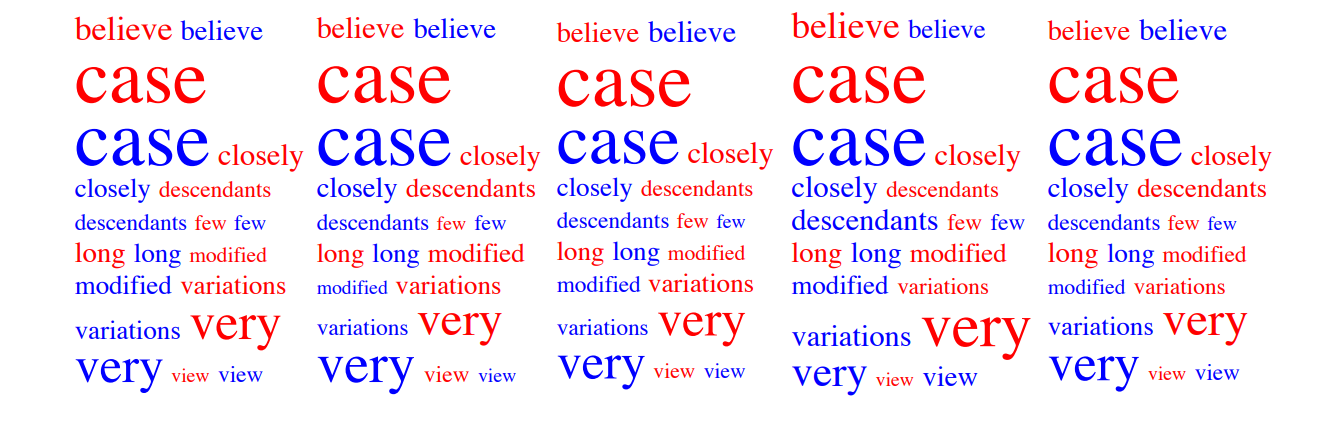 believe believe
case
case closely
closely descendants
descendants few few
long long modified
modified variations
variations very
very view view
believe believe
case
case closely
closely descendants
descendants few few
long long modified
modified variations
variations very
very view view
believe believe
case
case closely
closely descendants
descendants few few
long long modified
modified variations
variations very
very view view
believe believe
case
case closely
closely descendants
descendants few few
long long modified
modified variations
variations very
very view view
believe believe
case
case closely
closely descendants
descendants few few
long long modified
modified variations
variations very
very view view